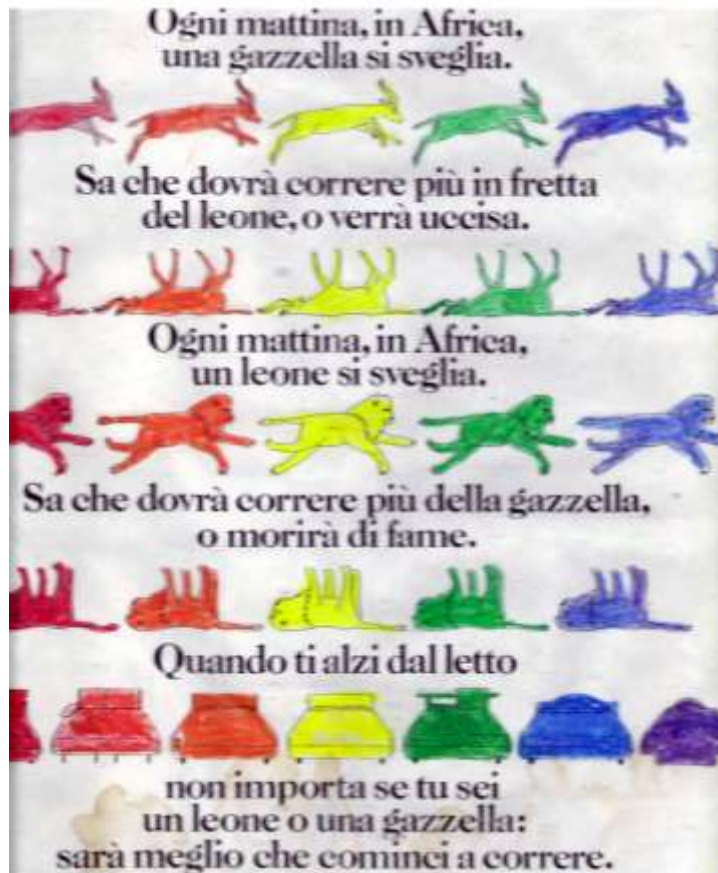 Ogni mattina, in Africa,
una gazzella si sveglia.
Sa che dovrà correre più in fretta
del leone, o verrà uccisa.
Ogni mattina, in Africa,
un leone si sveglia.
Sa che dovrà correre più della gazzella,
o morirà di fame.
Quando ti alzi dal letto
non importa se tu sei
un leone o una gazzella:
sarà meglio che cominci a correre.